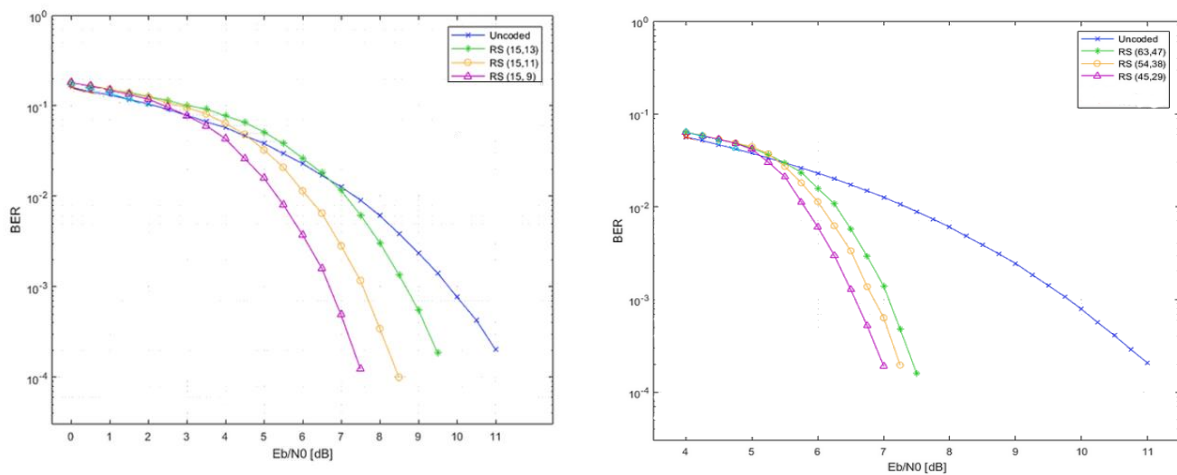 10^0
10^-1
10^-2
10^-3
10^-4
BER
0 1 2 3 4 5 6 7 8 9 10 11
Eb/N0 [dB]
Uncoded
RS (15,13)
RS (15,11)
RS (15, 9)
10^0
10^-1
10^-2
10^-3
10^-4
BER
4 5 6 7 8 9 10 11
Eb/N0 [dB]
Uncoded
RS (63,47)
RS (54,38)
RS (45,29)